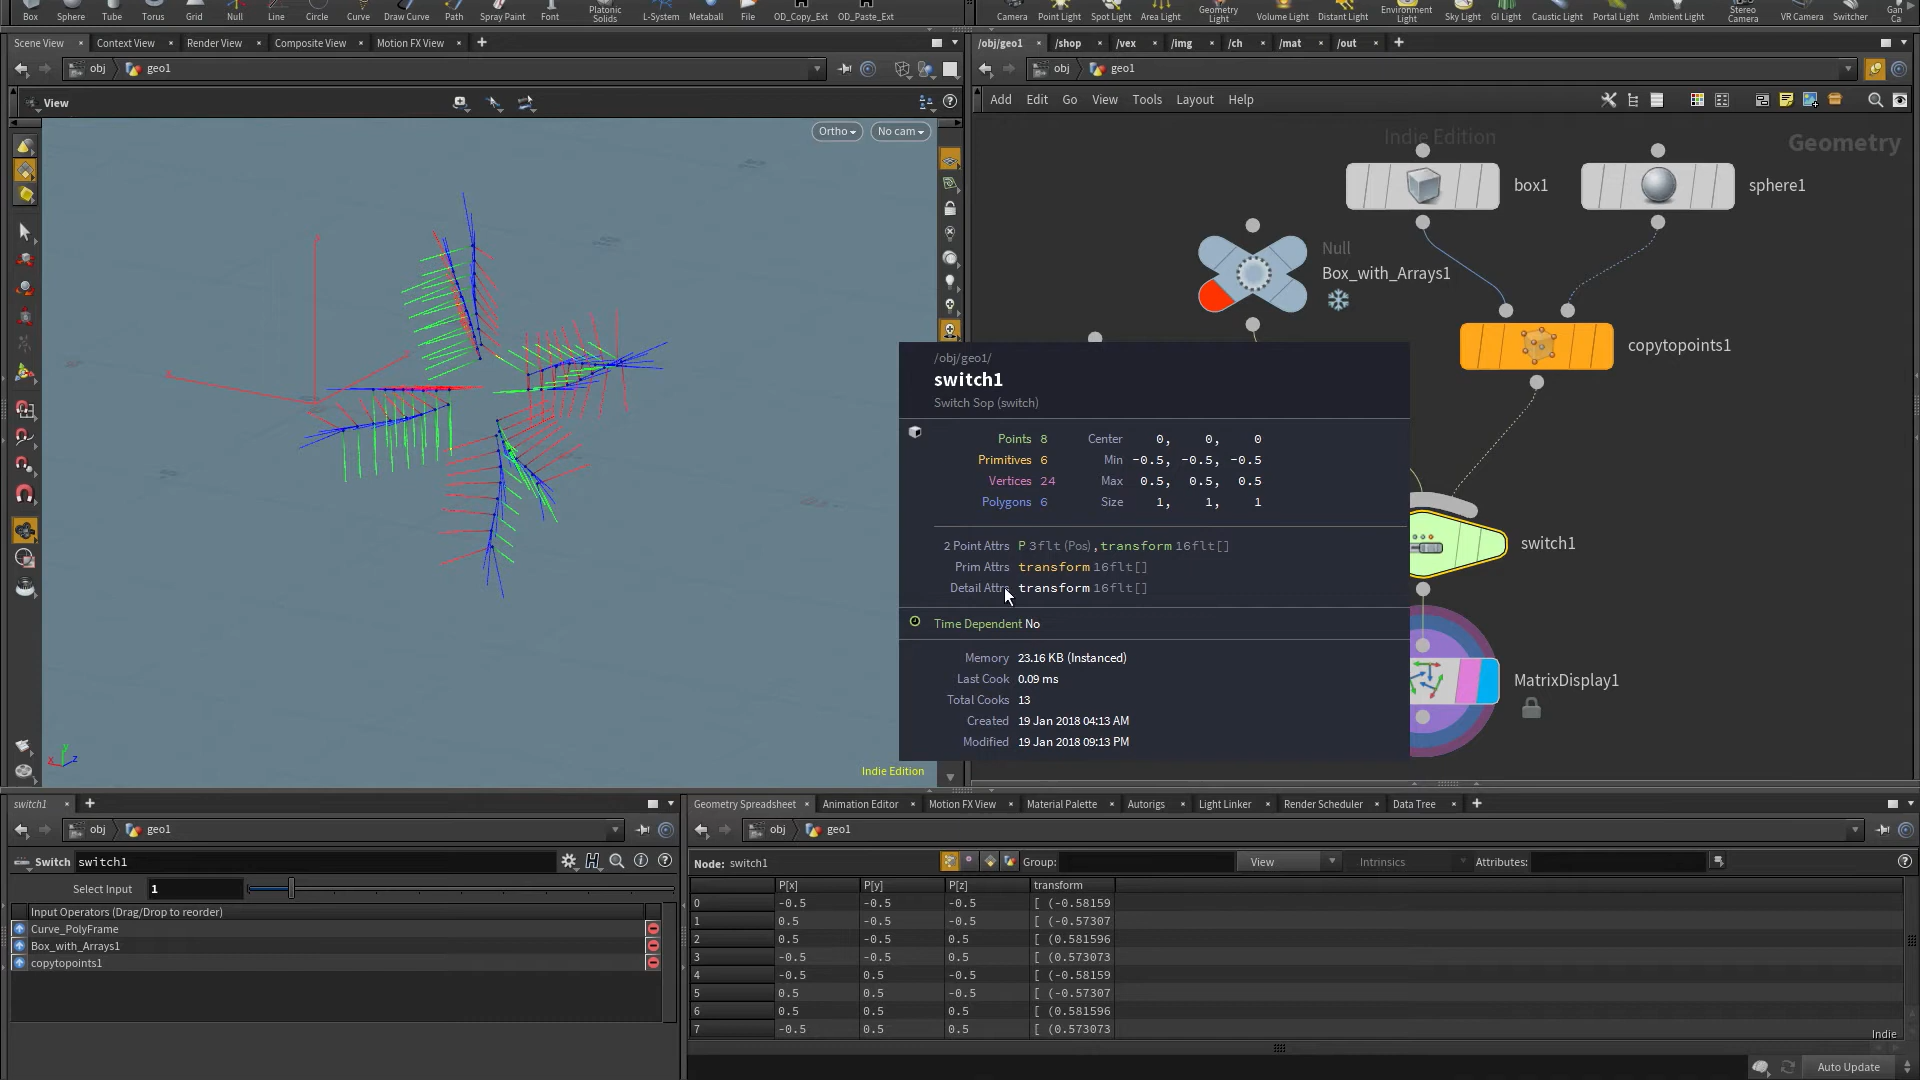 Box Sphere Tube Torus Grid Null Line Circle Curve Draw Curve Path Spray Paint Font Platonic Solids L-System Metaball File OD_Copy_Ext OD_Paste_Ext
Camera Point Light Spot Light Area Light Geometry Light Volume Light Distant Light Environment Light Sky Light GI Light Caustic Light Portal Light Ambient Light Stereo Camera VR Camera Switcher
Scene View Context View Render View Composite View Motion FX View
/obj/geo1 /shop /vex /img /ch /mat /out
obj geo1
obj geo1
View
Add Edit Go View Tools Layout Help
Ortho No cam
Indie Edition
Geometry
box1
sphere1
Null
Box_with_Arrays1
copytopoints1
/obj/geo1/
switch1
Switch Sop (switch)
Points 8 Center 0, 0, 0
Primitives 6 Min -0.5, -0.5, -0.5
Vertices 24 Max 0.5, 0.5, 0.5
Polygons 6 Size 1, 1, 1
2 Point Attrs P 3flt (Pos), transform 16flt[]
Prim Attrs transform 16flt[]
Detail Attrs transform 16flt[]
Time Dependent No
Memory 23.16 KB (Instanced)
Last Cook 0.09 ms
Total Cooks 13
Created 19 Jan 2018 04:13 AM
Modified 19 Jan 2018 09:13 PM
switch1
MatrixDisplay1
y
x z
Indie Edition
switch1
obj geo1
Switch switch1
Select Input 1
Input Operators (Drag/Drop to reorder)
Curve_PolyFrame
Box_with_Arrays1
copytopoints1
Geometry Spreadsheet Animation Editor Motion FX View Material Palette Autorigs Light Linker Render Scheduler Data Tree
obj geo1
Node: switch1 Group: View Intrinsics Attributes:
P[x] P[y] P[z] transform
0 -0.5 -0.5 -0.5 [ (-0.58159
1 0.5 -0.5 -0.5 [ (-0.57307
2 0.5 -0.5 0.5 [ (0.581596
3 -0.5 -0.5 0.5 [ (0.573073
4 -0.5 0.5 -0.5 [ (-0.58159
5 0.5 0.5 -0.5 [ (-0.57307
6 0.5 0.5 0.5 [ (0.581596
7 -0.5 0.5 0.5 [ (0.573073
Indie
Auto Update